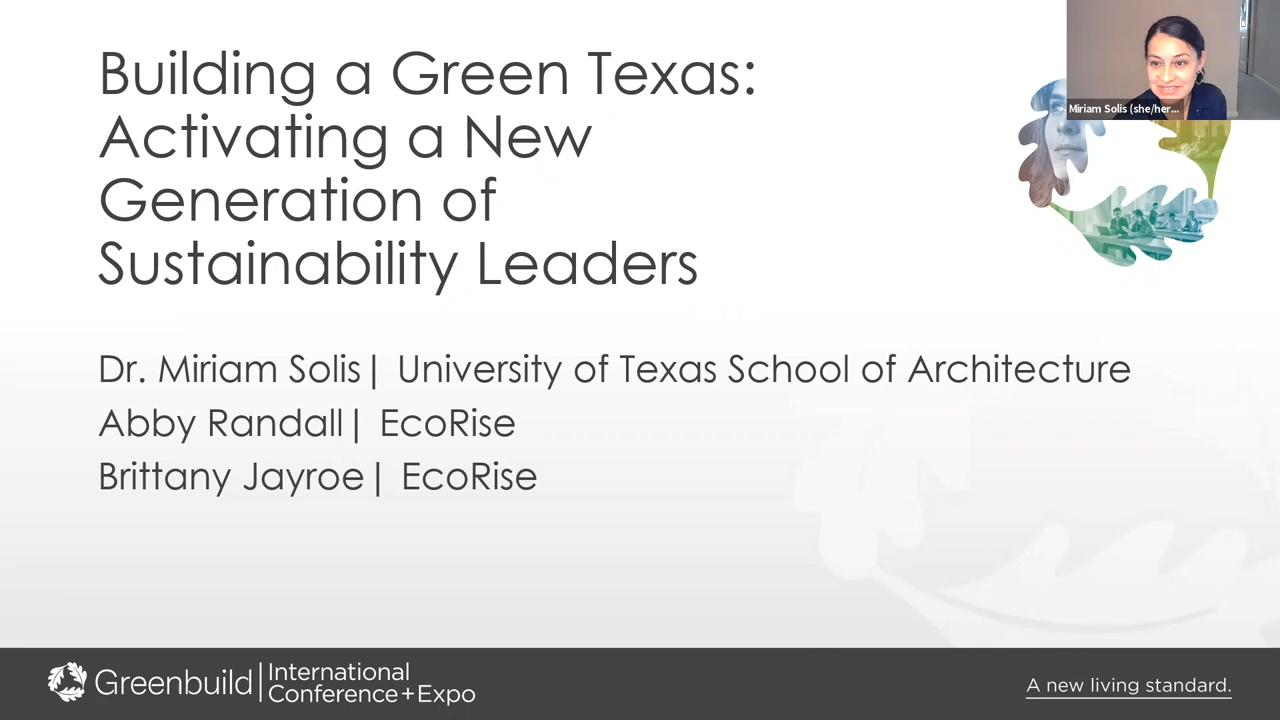 Building a Green Texas:
Activating a New
Generation of
Sustainability Leaders
Miriam Solis (she/her...
Dr. Miriam Solis| University of Texas School of Architecture
Abby Randall| EcoRise
Brittany Jayroe| EcoRise
Greenbuild
International
Conference+Expo
A new living standard.